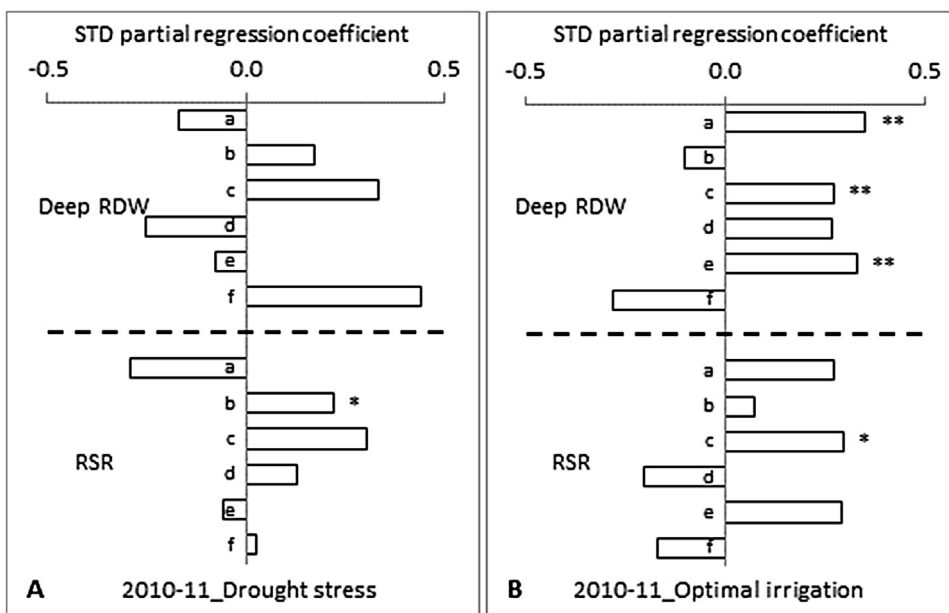 STD partial regression coefficient
-0.5 0.0 0.5
a
b
c
Deep RDW
d
e
f
a
b *
c
RSR
d
e
f
A 2010-11_Drought stress
STD partial regression coefficient
-0.5 0.0 0.5
a **
b
c **
Deep RDW
d
e **
f
a
b
c *
RSR
d
e
f
B 2010-11_Optimal irrigation